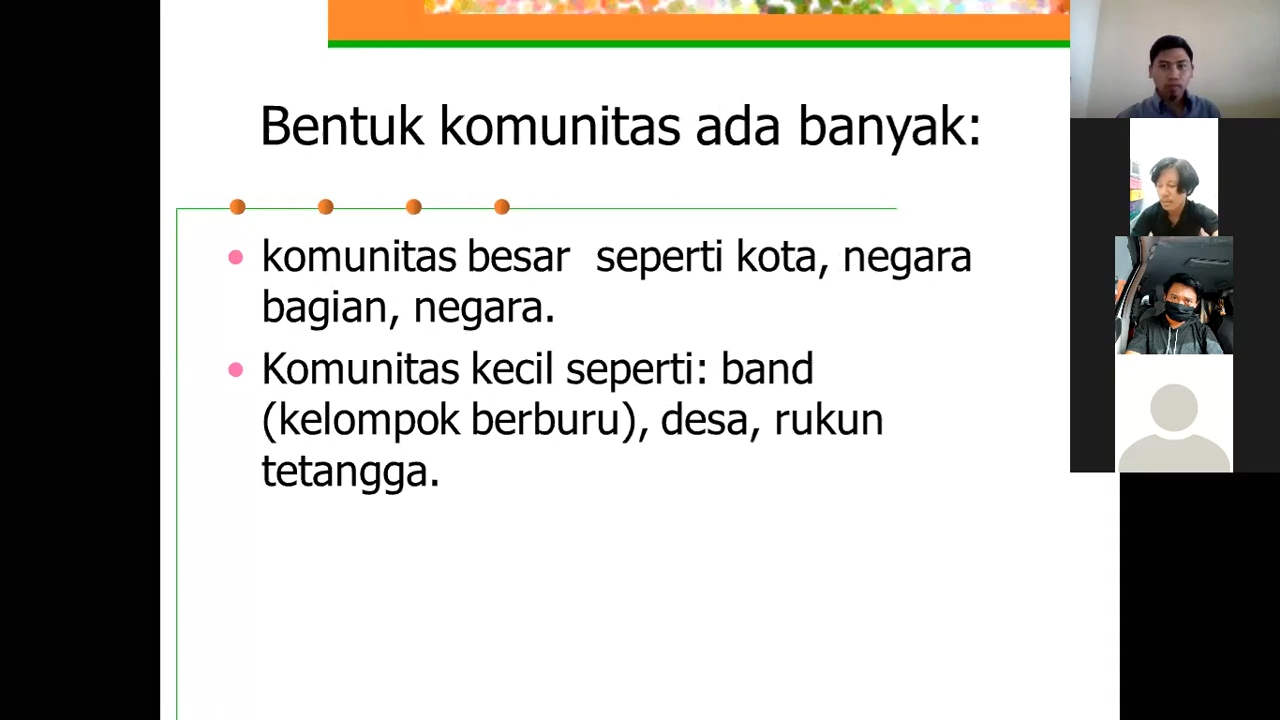 Bentuk komunitas ada banyak:
komunitas besar  seperti kota, negara
bagian, negara.
Komunitas kecil seperti: band
(kelompok berburu), desa, rukun
tetangga.